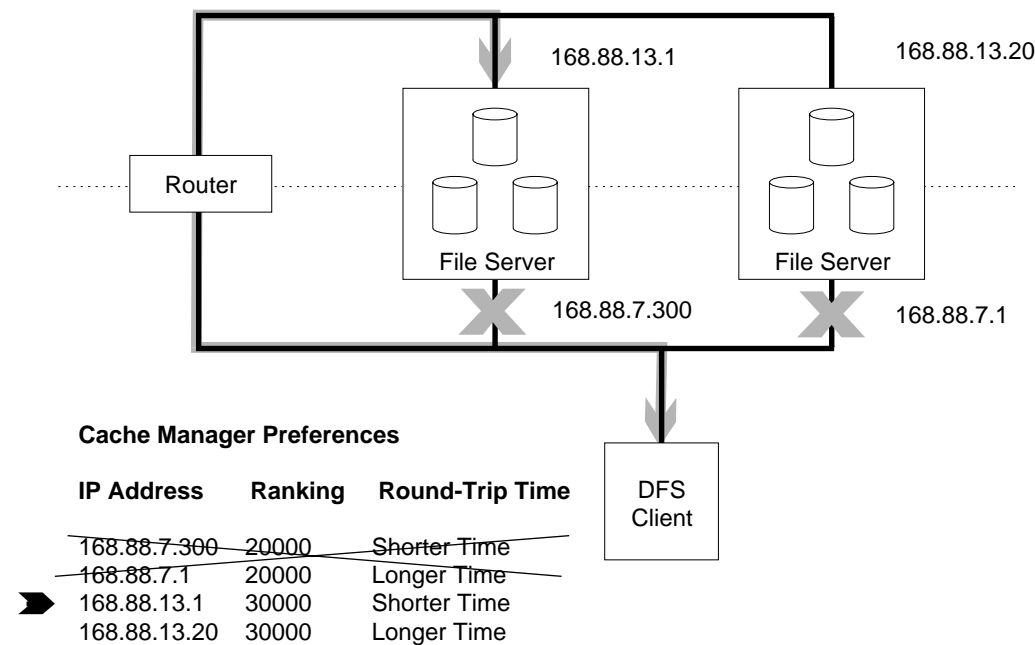 168.88.13.1
168.88.13.20
Router
File Server
File Server
168.88.7.300
168.88.7.1
Cache Manager Preferences
IP Address Ranking Round-Trip Time
168.88.7.300 20000 Shorter Time
168.88.7.1 20000 Longer Time
168.88.13.1 30000 Shorter Time
168.88.13.20 30000 Longer Time
DFS
Client